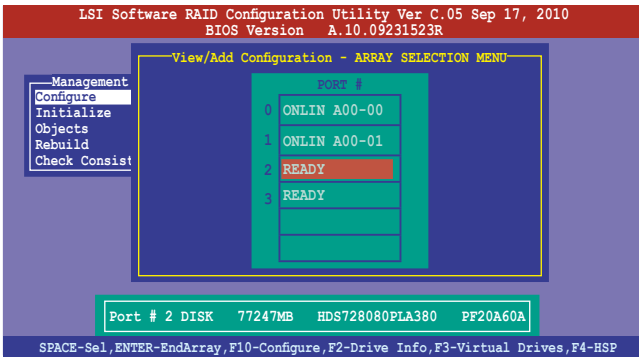 LSI Software RAID Configuration Utility Ver C.05 Sep 17, 2010
BIOS Version A.10.09231523R
View/Add Configuration - ARRAY SELECTION MENU
Management
Configure
Initialize
Objects
Rebuild
Check Consist
PORT #
0 ONLIN A00-00
1 ONLIN A00-01
2 READY
3 READY
Port # 2 DISK 77247MB HDS728080PLA380 PF20A60A
SPACE-Sel,ENTER-EndArray,F10-Configure,F2-Drive Info,F3-Virtual Drives,F4-HSP